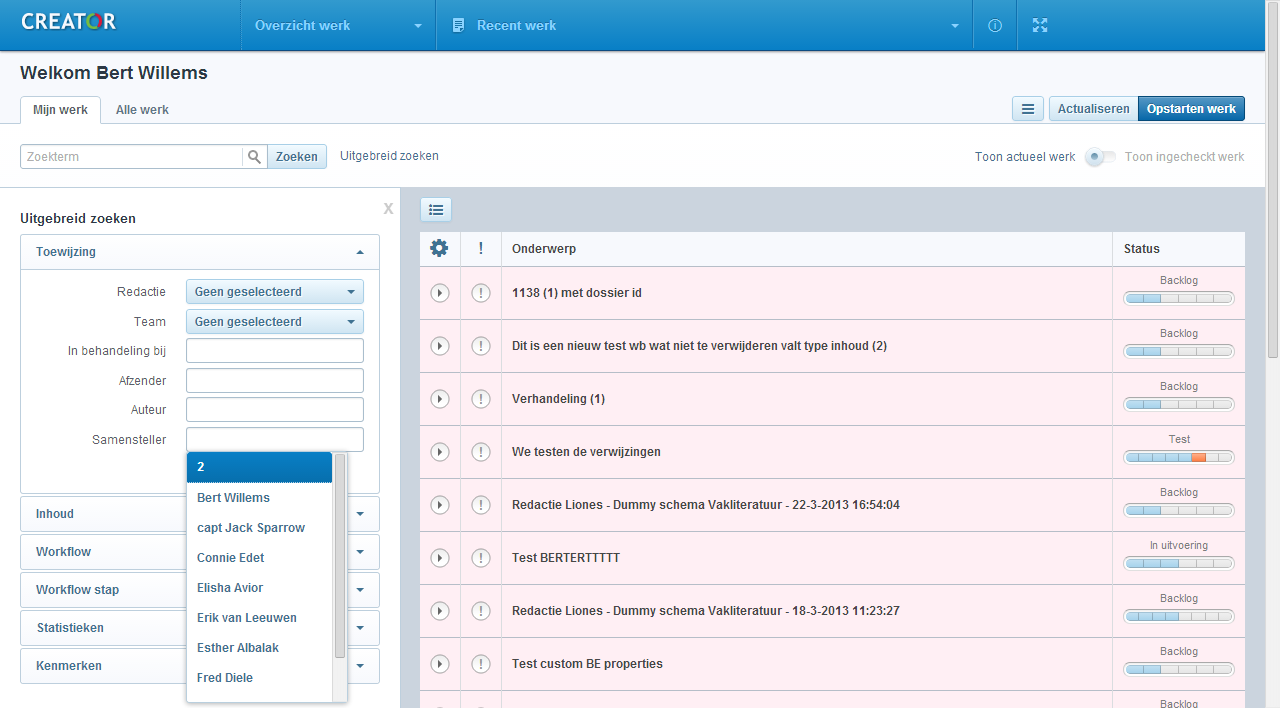 CREATOR
Overzicht werk
Recent werk
Welkom Bert Willems
Mijn werk
Alle werk
Actualiseren
Opstarten werk
Zoekterm
Zoeken
Uitgebreid zoeken
Toon actueel werk
Toon ingecheckt werk
Uitgebreid zoeken
X
Toewijzing
Redactie
Geen geselecteerd
Team
Geen geselecteerd
In behandeling bij
Afzender
Auteur
Samensteller
2
Bert Willems
capt Jack Sparrow
Connie Edet
Elisha Avior
Erik van Leeuwen
Esther Albalak
Fred Diele
Inhoud
Workflow
Workflow stap
Statistieken
Kenmerken
! Onderwerp Status
! 1138 (1) met dossier id Backlog
! Dit is een nieuw test wb wat niet te verwijderen valt type inhoud (2) Backlog
! Verhandeling (1) Backlog
! We testen de verwijzingen Test
! Redactie Liones - Dummy schema Vakliteratuur - 22-3-2013 16:54:04 Backlog
! Test BERTERTTTTT In uitvoering
! Redactie Liones - Dummy schema Vakliteratuur - 18-3-2013 11:23:27 Backlog
! Test custom BE properties Backlog
Backlog